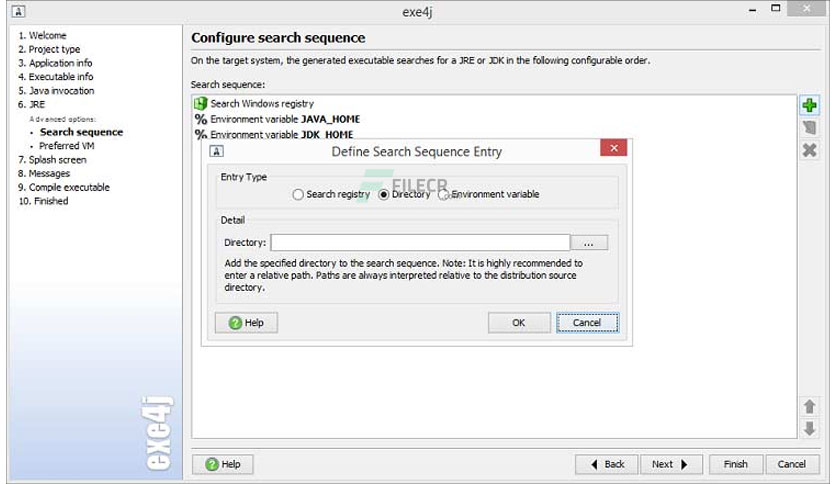 exe4j
1. Welcome
2. Project type
3. Application info
4. Executable info
5. Java invocation
6. JRE
Advanced options:
Search sequence
Preferred VM
7. Splash screen
8. Messages
9. Compile executable
10. Finished
exe4j
Configure search sequence
On the target system, the generated executable searches for a JRE or JDK in the following configurable order.
Search sequence:
Search Windows registry
% Environment variable JAVA_HOME
% Environment variable JDK_HOME
Define Search Sequence Entry
Entry Type
Search registry Directory Environment variable
FILECR
.com
Detail
Directory: ...
Add the specified directory to the search sequence. Note: It is highly recommended to
enter a relative path. Paths are always interpreted relative to the distribution source
directory.
Help OK Cancel
Help Back Next Finish Cancel